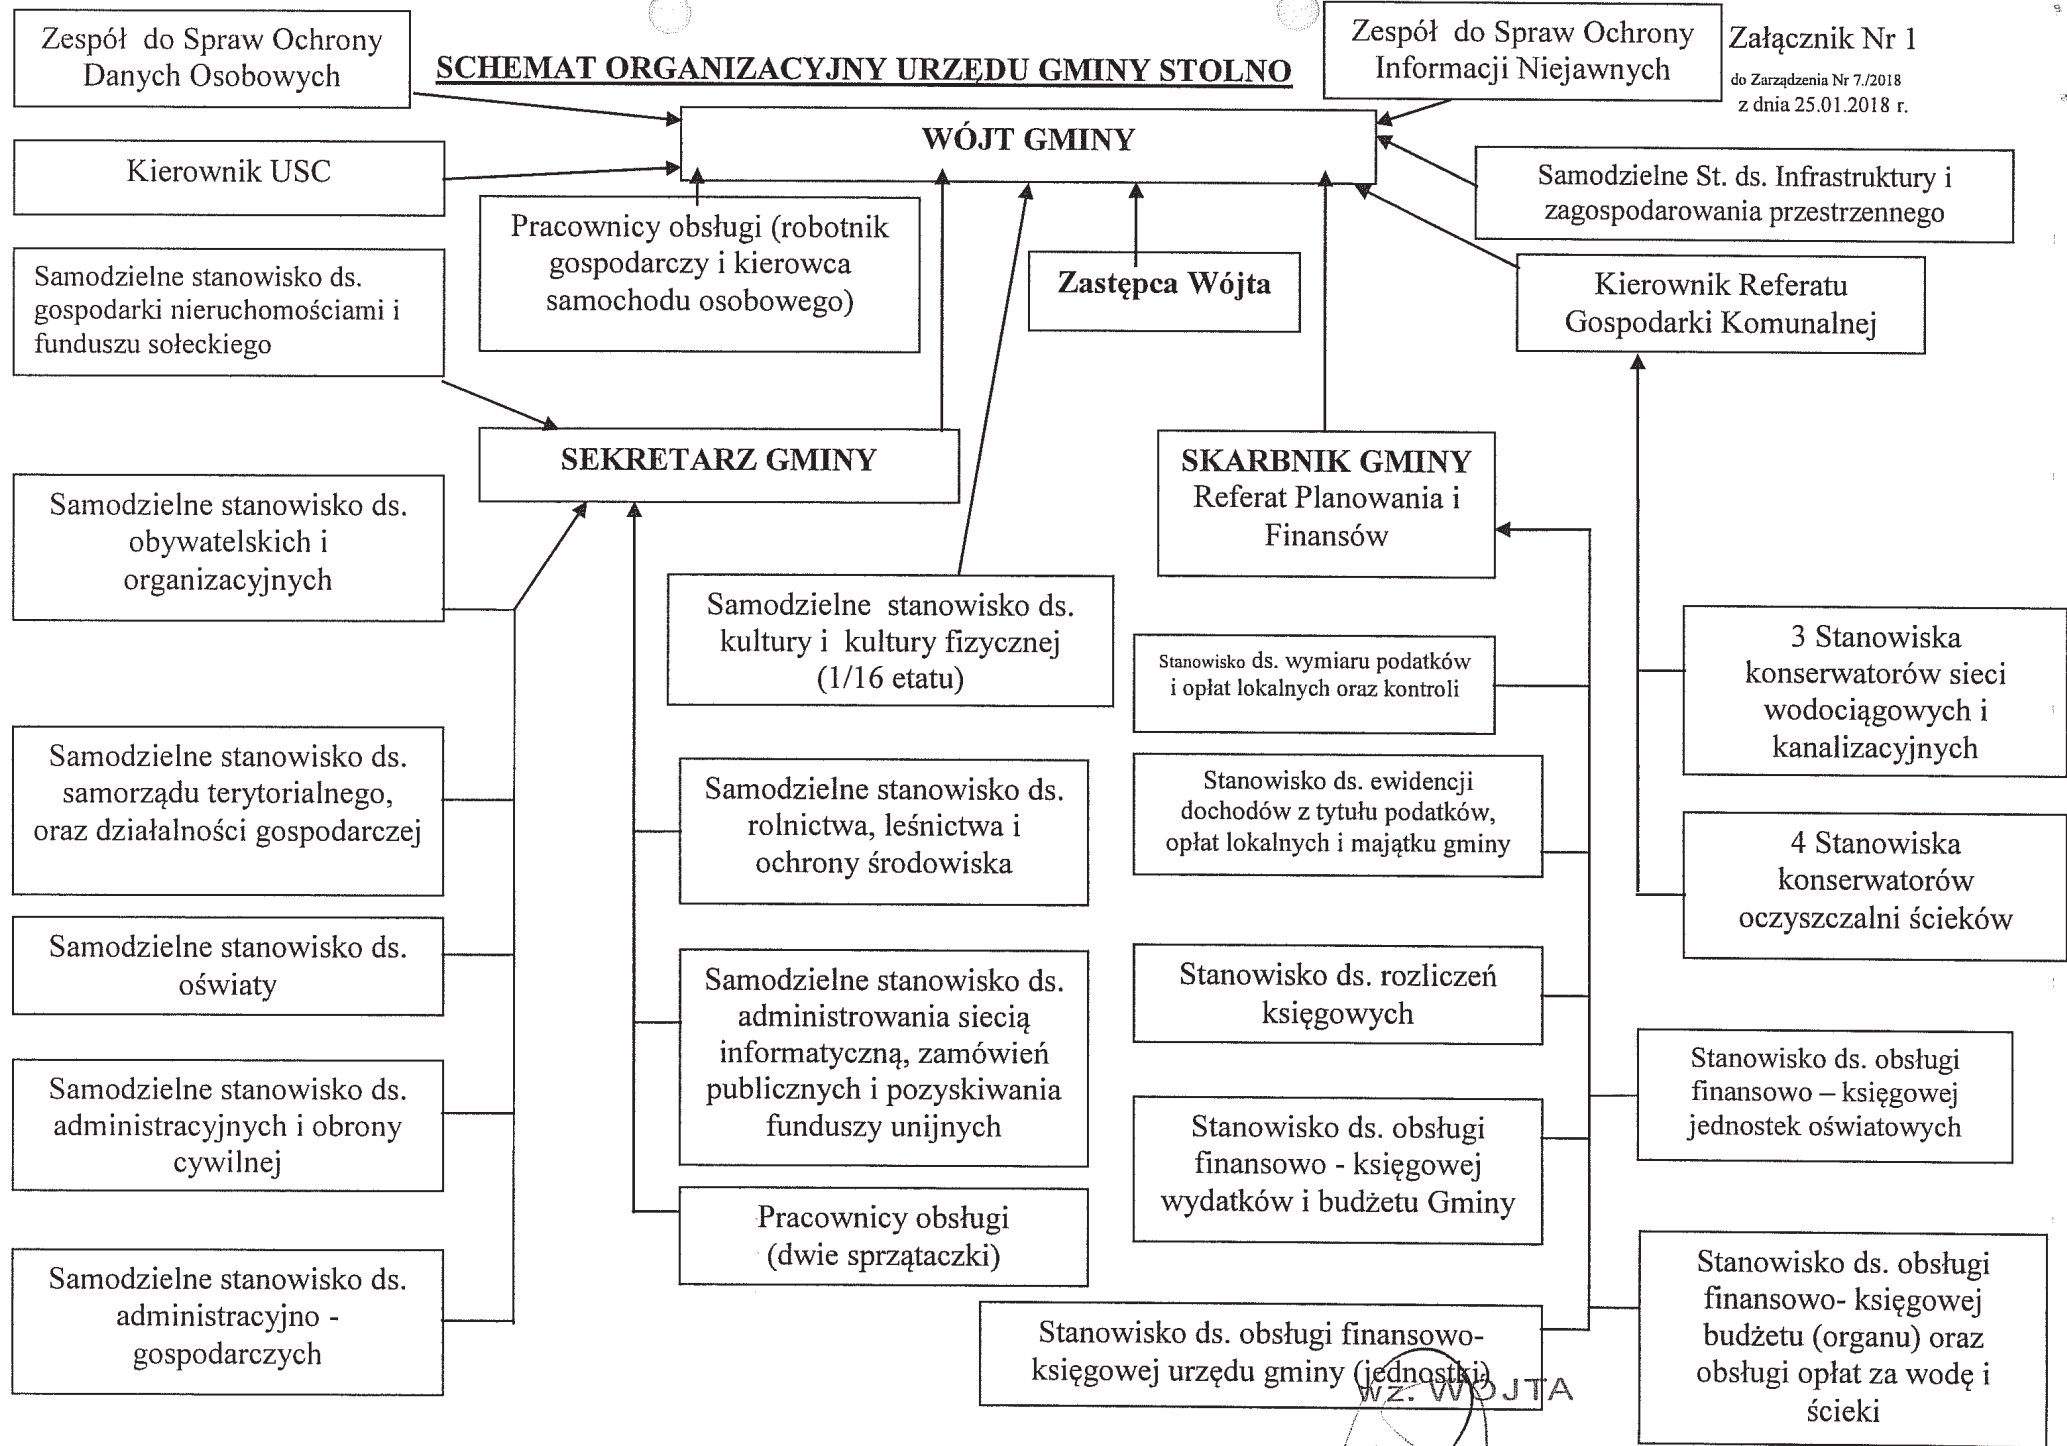 Zespół do Spraw Ochrony
Danych Osobowych
SCHEMAT ORGANIZACYJNY URZĘDU GMINY STOLNO
Zespół do Spraw Ochrony
Informacji Niejawnych
Załącznik Nr 1
do Zarządzenia Nr 7./2018
z dnia 25.01.2018 r.
WÓJT GMINY
Kierownik USC
Samodzielne St. ds. Infrastruktury i
zagospodarowania przestrzennego
Pracownicy obsługi (robotnik
gospodarczy i kierowca
samochodu osobowego)
Zastępca Wójta
Kierownik Referatu
Gospodarki Komunalnej
Samodzielne stanowisko ds.
gospodarki nieruchomościami i
funduszu sołeckiego
SEKRETARZ GMINY
SKARBNIK GMINY
Referat Planowania i
Finansów
Samodzielne stanowisko ds.
obywatelskich i
organizacyjnych
Samodzielne stanowisko ds.
kultury i kultury fizycznej
(1/16 etatu)
Stanowisko ds. wymiaru podatków
i opłat lokalnych oraz kontroli
3 Stanowiska
konserwatorów sieci
wodociągowych i
kanalizacyjnych
Samodzielne stanowisko ds.
samorządu terytorialnego,
oraz działalności gospodarczej
Samodzielne stanowisko ds.
rolnictwa, leśnictwa i
ochrony środowiska
Stanowisko ds. ewidencji
dochodów z tytułu podatków,
opłat lokalnych i majątku gminy
4 Stanowiska
konserwatorów
oczyszczalni ścieków
Samodzielne stanowisko ds.
oświaty
Samodzielne stanowisko ds.
administrowania siecią
informatyczną, zamówień
publicznych i pozyskiwania
funduszy unijnych
Stanowisko ds. rozliczeń
księgowych
Stanowisko ds. obsługi
finansowo – księgowej
jednostek oświatowych
Samodzielne stanowisko ds.
administracyjnych i obrony
cywilnej
Stanowisko ds. obsługi
finansowo - księgowej
wydatków i budżetu Gminy
Pracownicy obsługi
(dwie sprzątaczki)
Samodzielne stanowisko ds.
administracyjno -
gospodarczych
Stanowisko ds. obsługi finansowo-
księgowej urzędu gminy (jednostki)
Stanowisko ds. obsługi
finansowo- księgowej
budżetu (organu) oraz
obsługi opłat za wodę i
ścieki
wz. WÓJTA